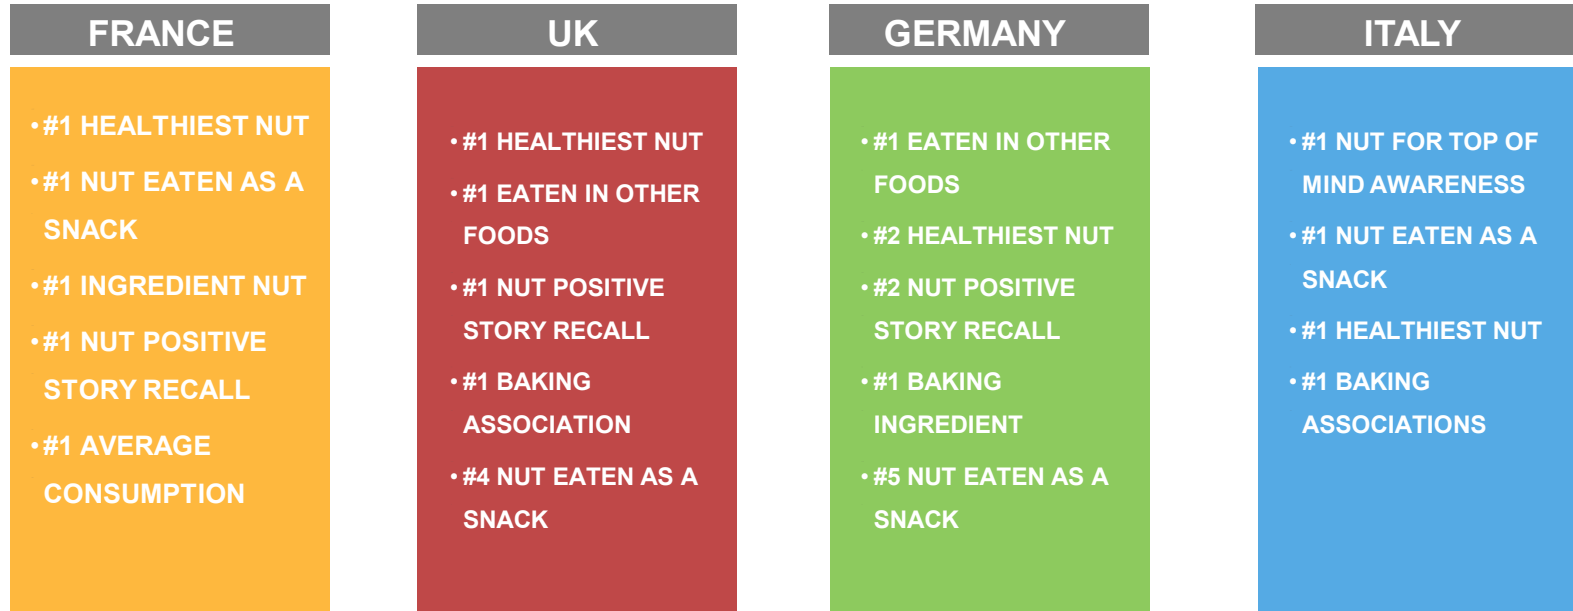 FRANCE
• #1 HEALTHIEST NUT
• #1 NUT EATEN AS A
SNACK
• #1 INGREDIENT NUT
• #1 NUT POSITIVE
STORY RECALL
• #1 AVERAGE
CONSUMPTION
UK
• #1 HEALTHIEST NUT
• #1 EATEN IN OTHER
FOODS
• #1 NUT POSITIVE
STORY RECALL
• #1 BAKING
ASSOCIATION
• #4 NUT EATEN AS A
SNACK
GERMANY
• #1 EATEN IN OTHER
FOODS
• #2 HEALTHIEST NUT
• #2 NUT POSITIVE
STORY RECALL
• #1 BAKING
INGREDIENT
• #5 NUT EATEN AS A
SNACK
ITALY
• #1 NUT FOR TOP OF
MIND AWARENESS
• #1 NUT EATEN AS A
SNACK
• #1 HEALTHIEST NUT
• #1 BAKING
ASSOCIATIONS